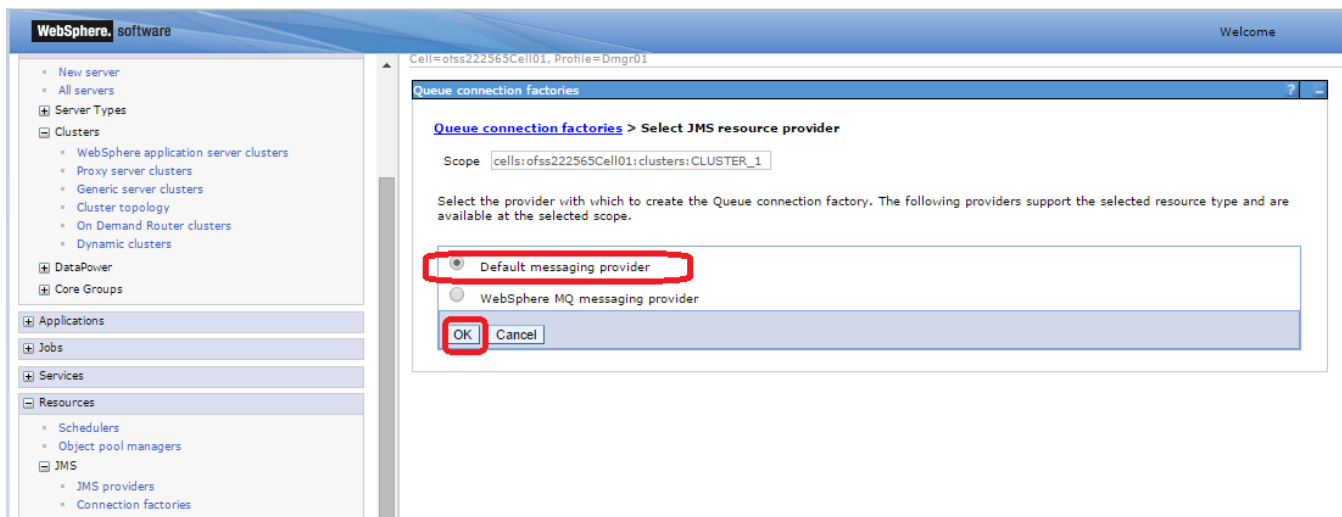 WebSphere. software
Welcome
New server
All servers
Server Types
Clusters
WebSphere application server clusters
Proxy server clusters
Generic server clusters
Cluster topology
On Demand Router clusters
Dynamic clusters
DataPower
Core Groups
Applications
Jobs
Services
Resources
Schedulers
Object pool managers
JMS
JMS providers
Connection factories
Cell=ofss222565Cell01, Profile=Dmgr01
Queue connection factories
?
Queue connection factories > Select JMS resource provider
Scope cells:ofss222565Cell01:clusters:CLUSTER_1
Select the provider with which to create the Queue connection factory. The following providers support the selected resource type and are
available at the selected scope.
Default messaging provider
WebSphere MQ messaging provider
OK Cancel